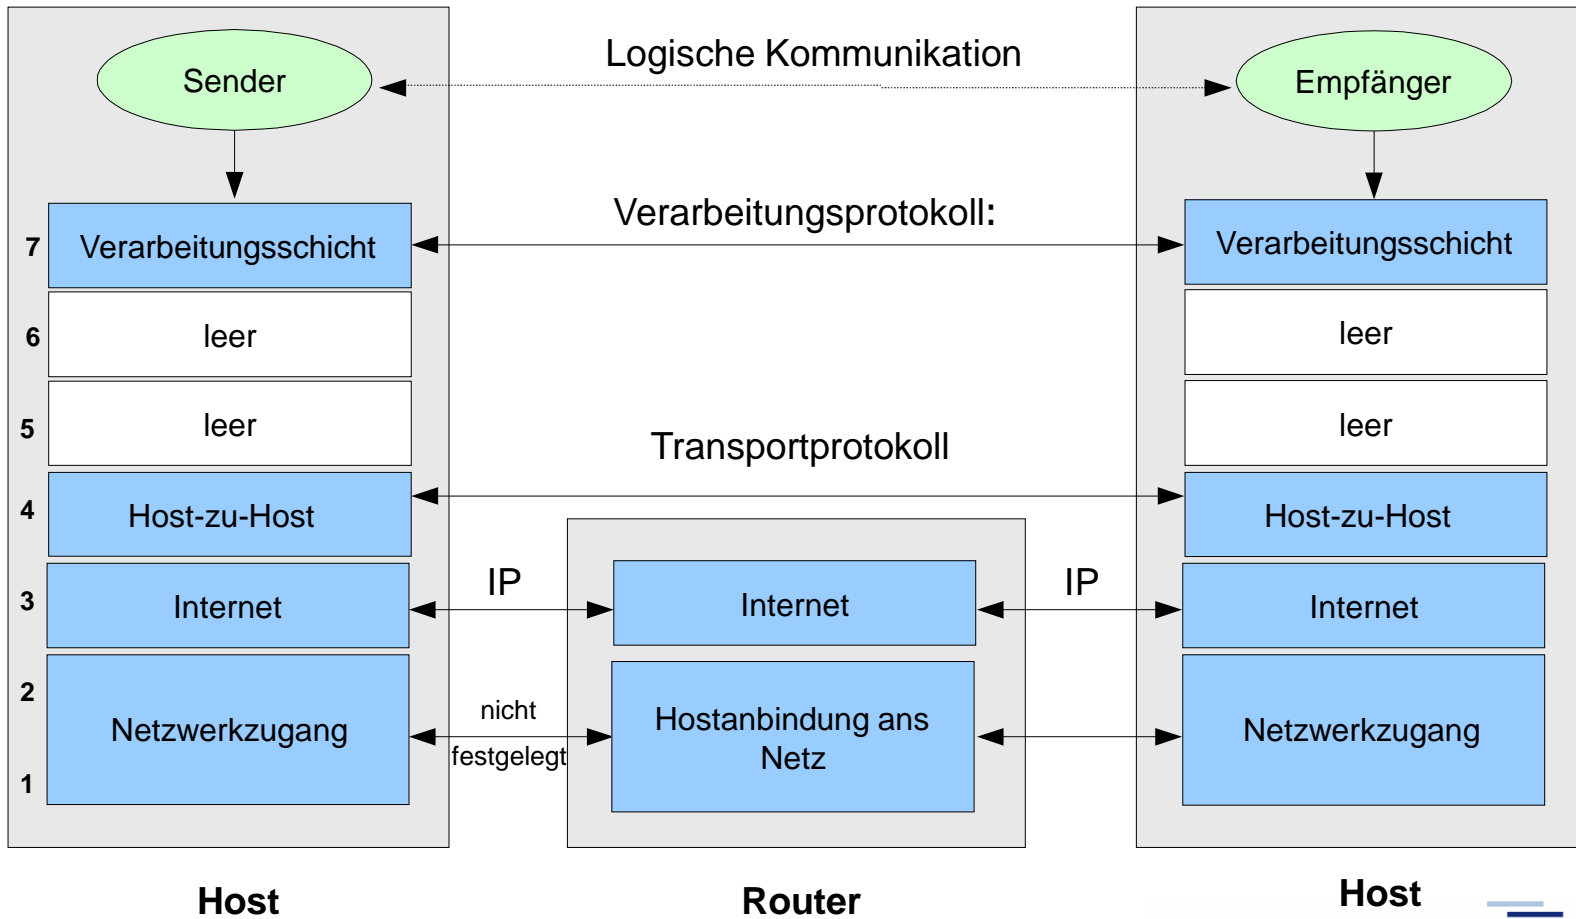 Logische Kommunikation
Sender
Empfänger
Verarbeitungsprotokoll:
7
Verarbeitungsschicht
Verarbeitungsschicht
6
leer
leer
5
leer
leer
Transportprotokoll
4
Host-zu-Host
Host-zu-Host
IP
IP
3
Internet
Internet
Internet
2
nicht
festgelegt
Netzwerkzugang
Hostanbindung ans
Netz
Netzwerkzugang
1
Host
Router
Host